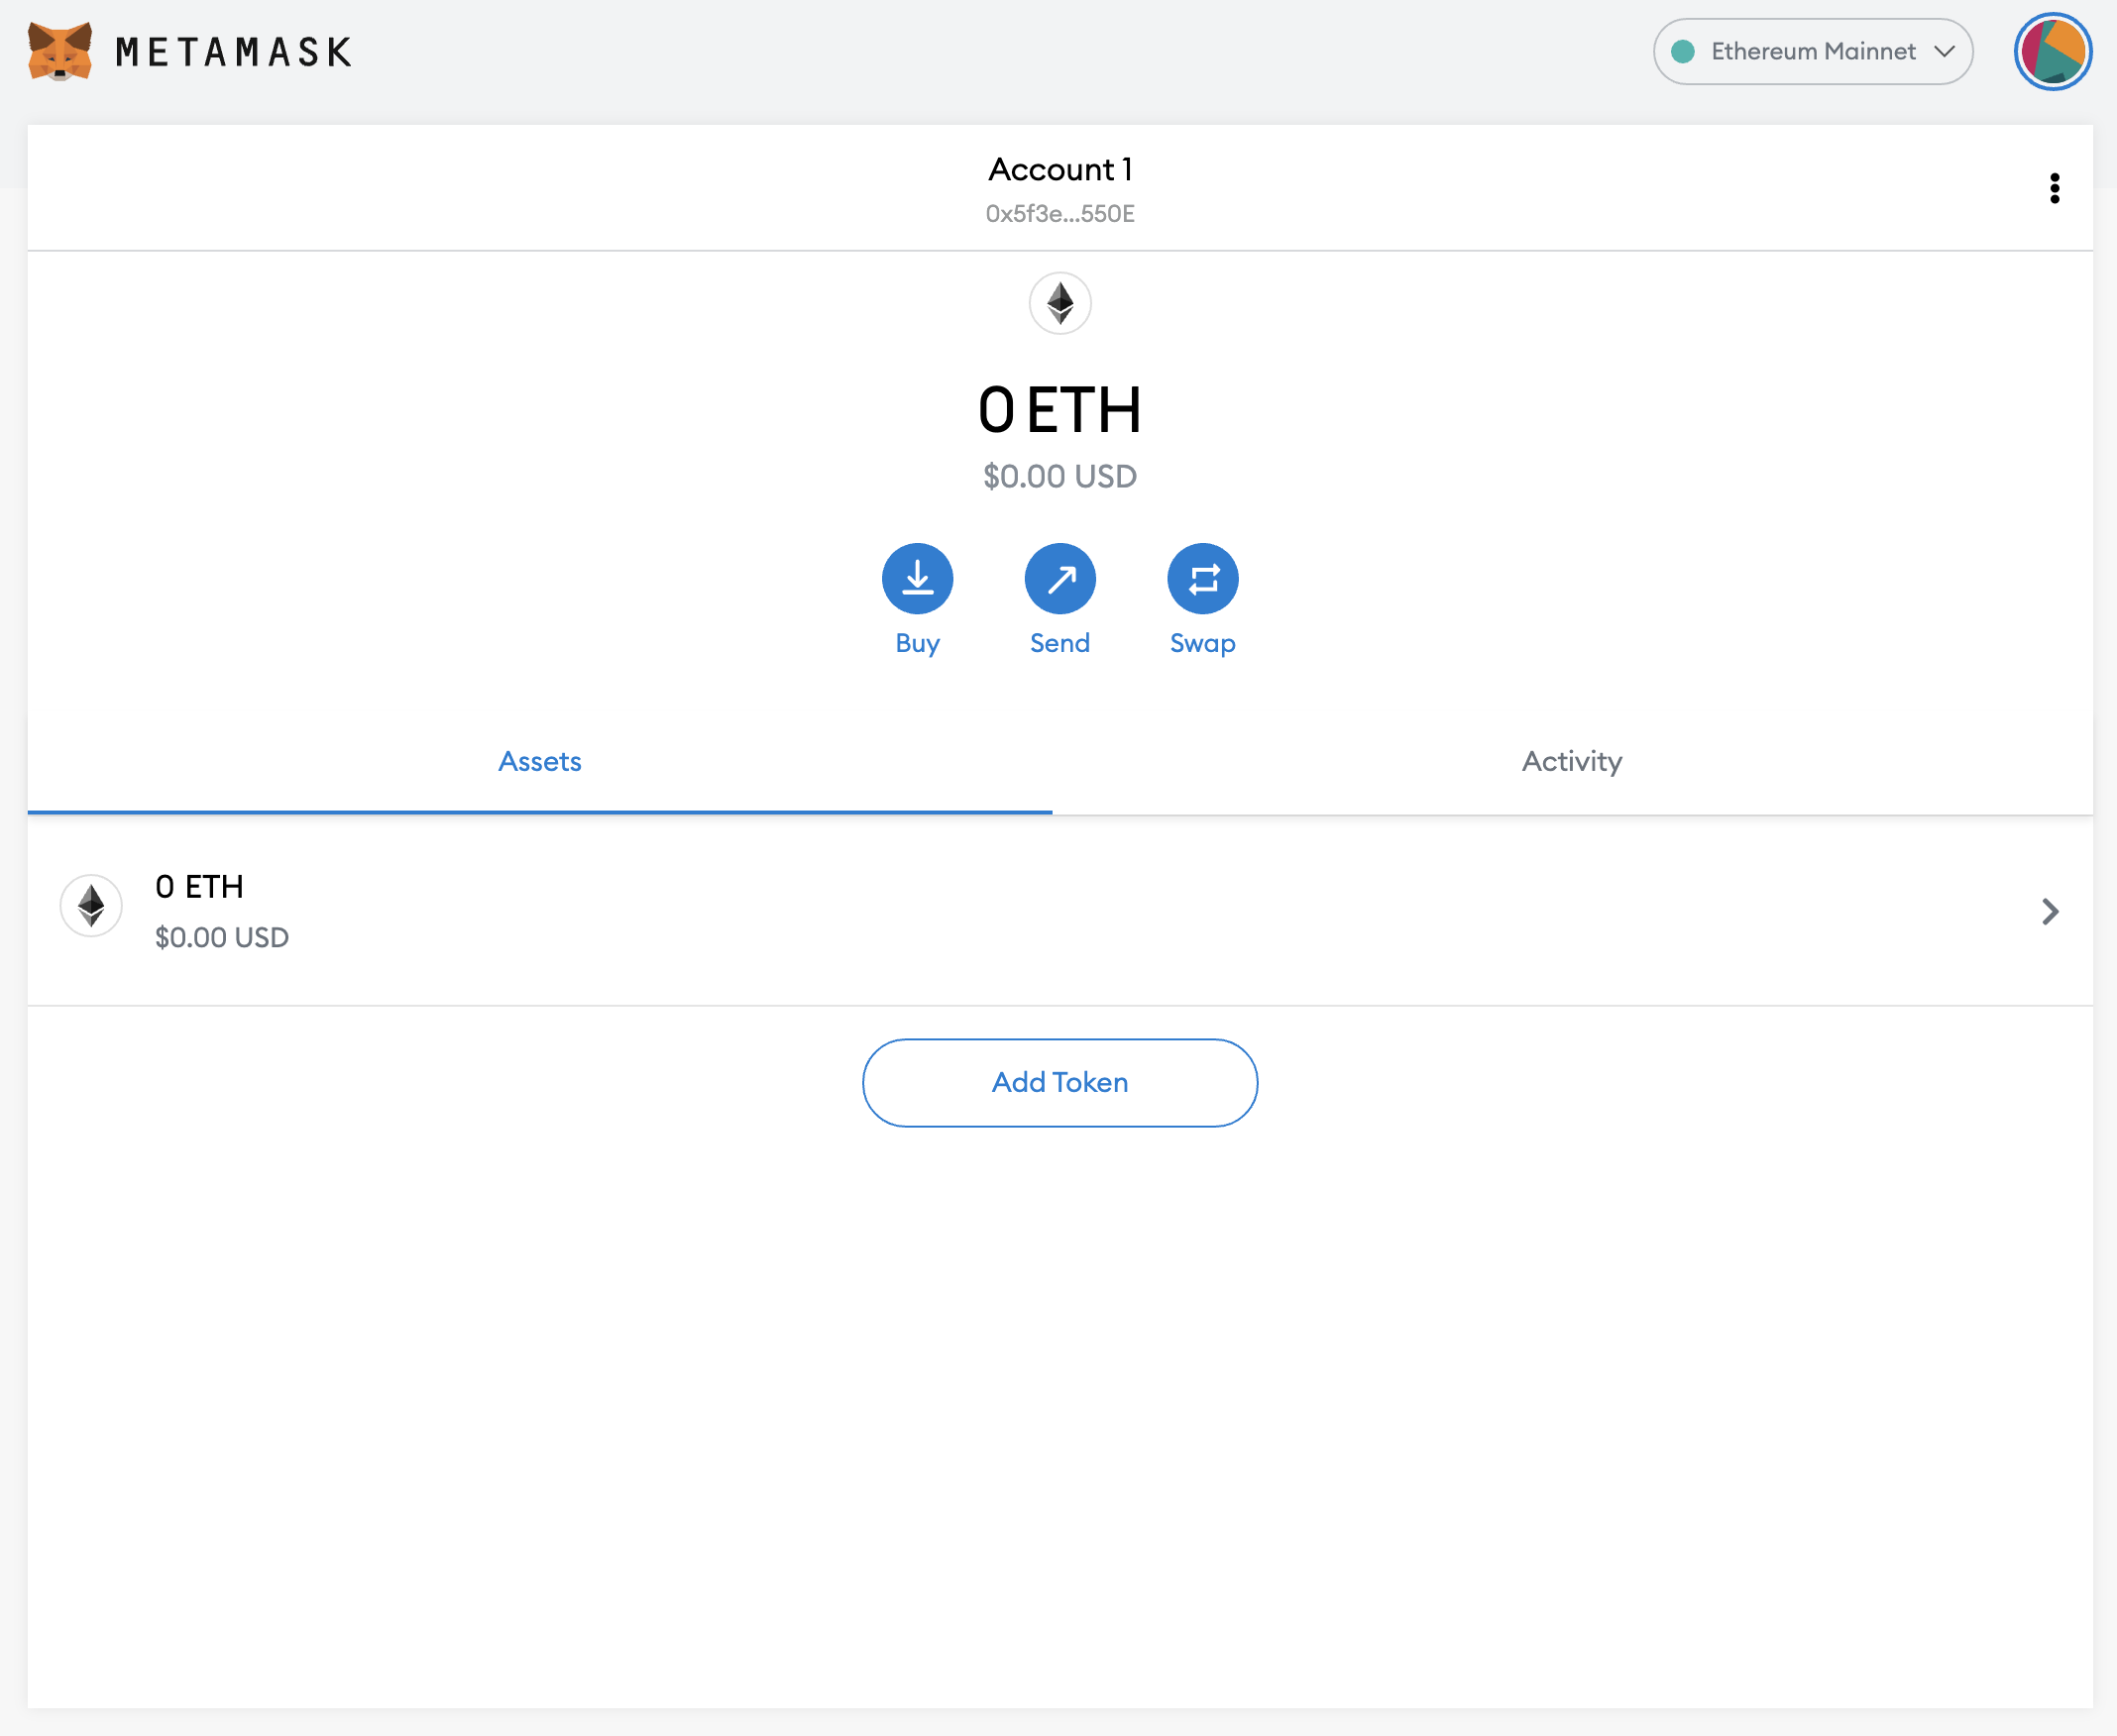 METAMASK
Ethereum Mainnet
Account 1
0x5f3e...550E
0 ETH
$0.00 USD
Buy
Send
Swap
Assets
Activity
0 ETH
$0.00 USD
Add Token